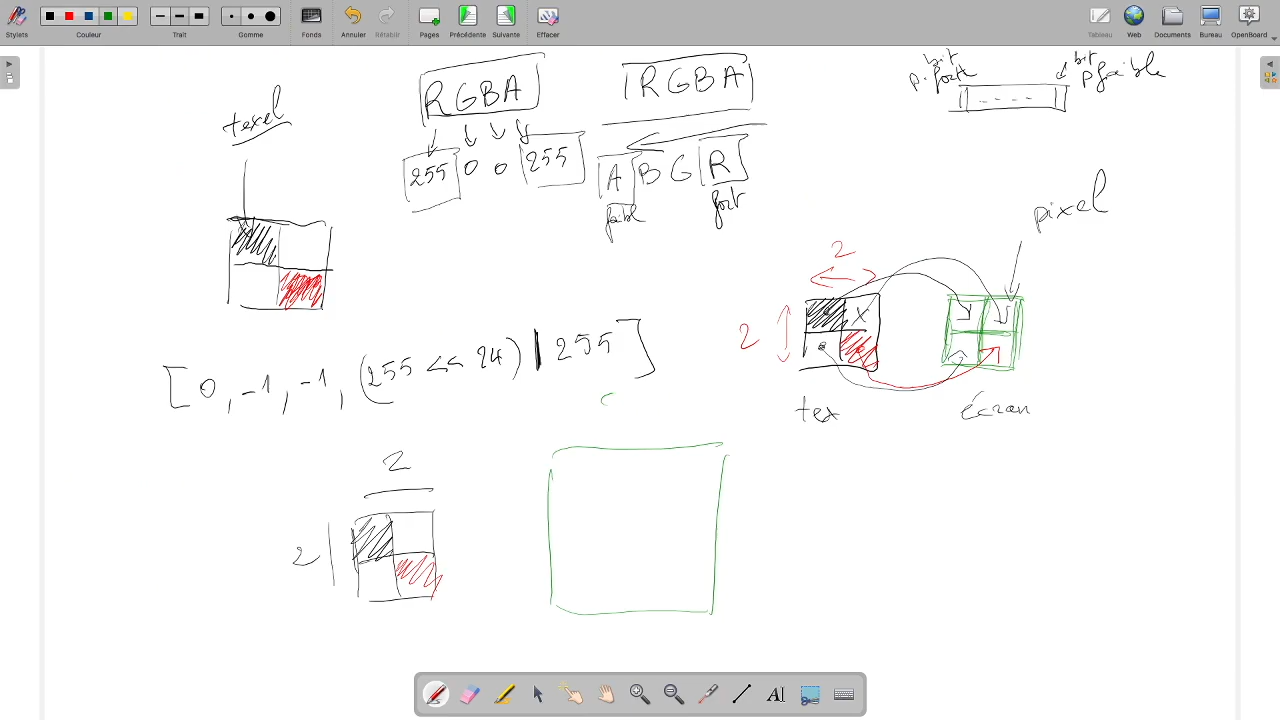 Stylets
Couleur
Trait
Gomme
Fonds
Annuler
Rétablir
Pages
Précédente
Suivante
Effacer
Tableau
Web
Documents
Bureau
OpenBoard
texel
RGBA
RGBA
bit
p. forte
bit
p faible
255 0 0 255
A B G R
faible
fort
pixel
2
2
x
tex
écran
[0, -1, -1, (255 << 24) | 255]
2
2